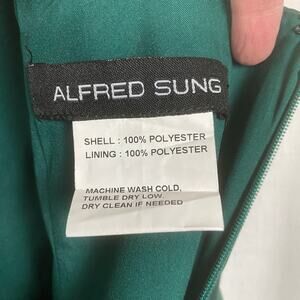 ALFRED SUNG
SHELL : 100% POLYESTER
LINING : 100% POLYESTER
MACHINE WASH COLD,
TUMBLE DRY LOW
DRY CLEAN IF NEEDED